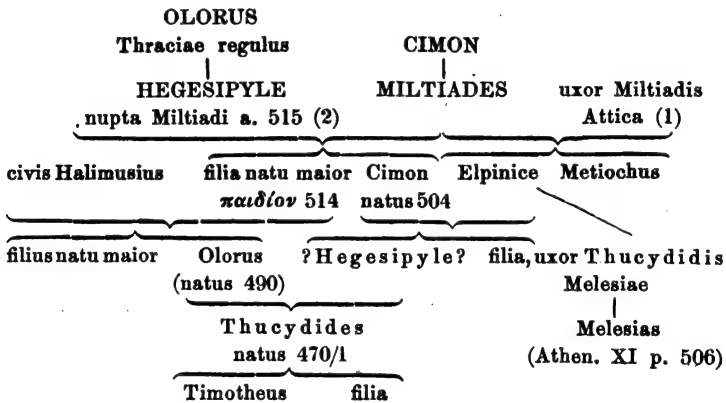 OLORUS
Thraciae regulus CIMON
HEGESIPYLE MILTIADES uxor Miltiadis
nupta Miltiadi a. 515 (2) Attica (1)
civis Halimusius filia natu maior Cimon Elpinice Metiochus
παιδίον 514 natus 504
filius natu maior Olorus ?Hegesipyle? filia, uxor Thucydidis
(natus 490) Melesiae
Thucydides Melesias
natus 470/1 (Athen. XI p. 506)
Timotheus filia